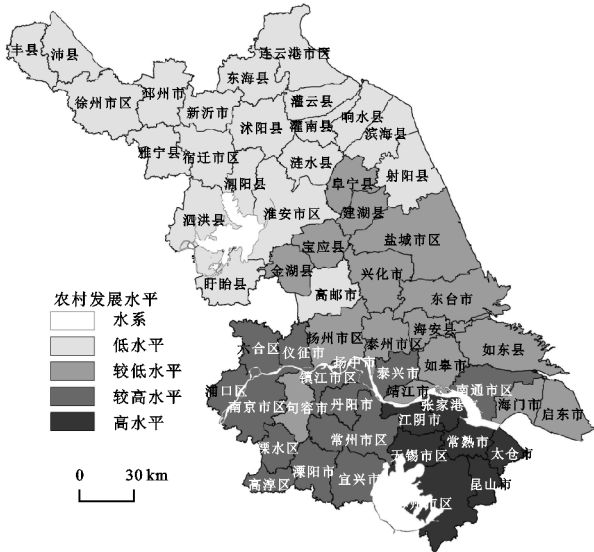 丰县
沛县
连云港市区
东海县
徐州市区
邳州市
新沂市
灌云县
响水县
沭阳县
灌南县
滨海县
雅宁县
宿迁市区
涟水县
射阳县
泗阳县
阜宁县
泗洪县
淮安市区
建湖县
盐城市区
宝应县
金湖县
兴化市
盱眙县
高邮市
东台市
农村发展水平
水系
低水平
较低水平
较高水平
高水平
0 30 km
六合区
仪征市
扬州市区
泰州市区
海安县
如东县
扬中市
镇江市区
泰兴市
如皋市
浦口区
南京市区
句容市
丹阳市
靖江市
南通市区
张家港
海门市
启东市
江阴市
溧水区
常州市区
无锡市区
常熟市
太仓市
高淳区
溧阳市
宜兴市
昆山市
州市区